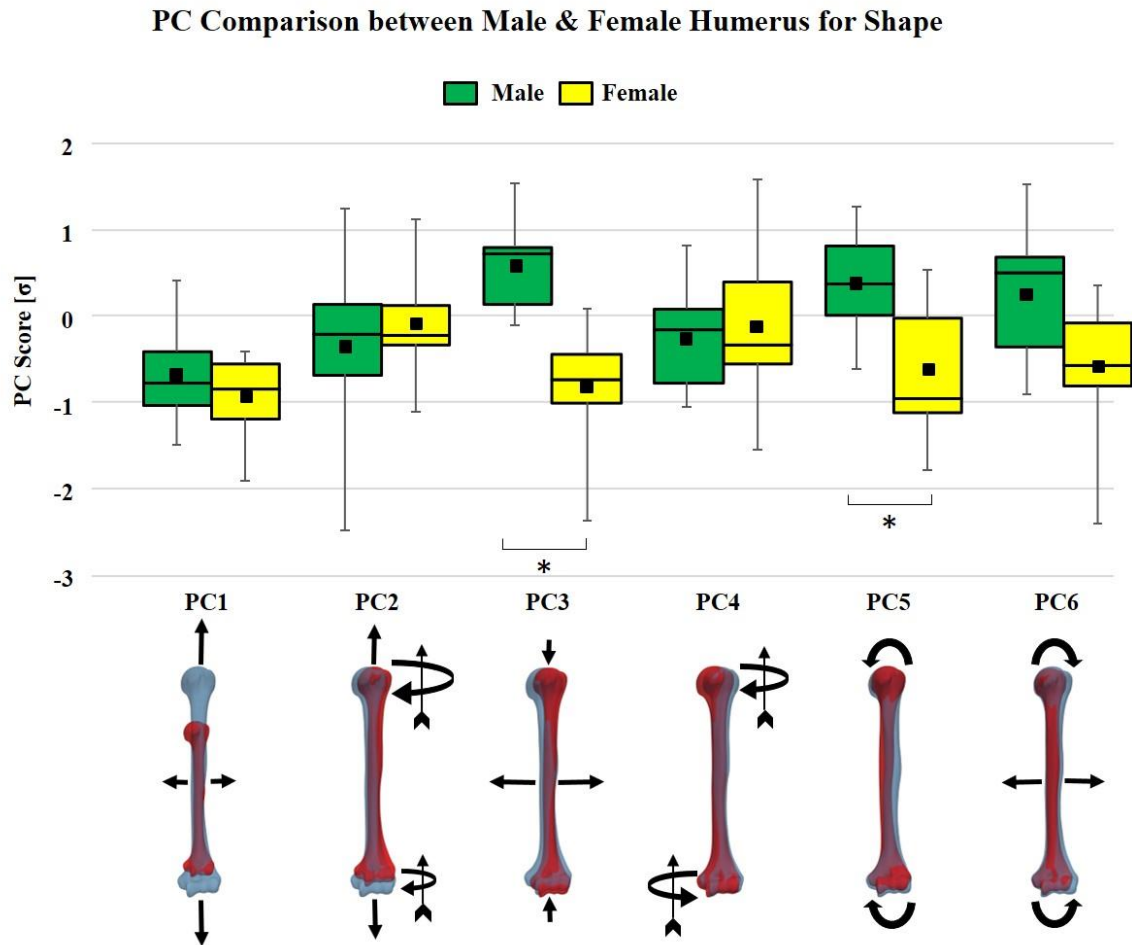 PC Comparison between Male & Female Humerus for Shape
Male Female
2
1
0
-1
-2
-3
PC Score [σ]
*
*
PC1 PC2 PC3 PC4 PC5 PC6